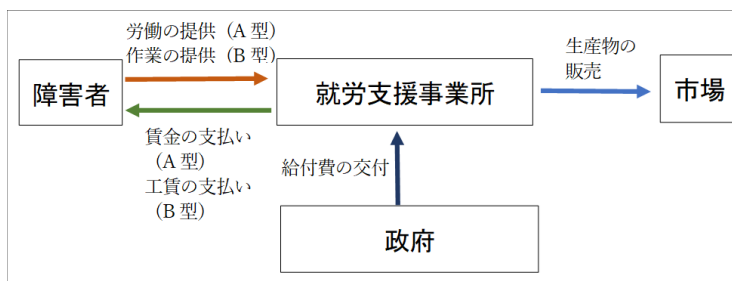 労働の提供（A 型）
作業の提供（B 型）
障害者
就労支援事業所
生産物の
販売
市場
賃金の支払い
（A 型）
工賃の支払い
（B 型）
給付費の交付
政府